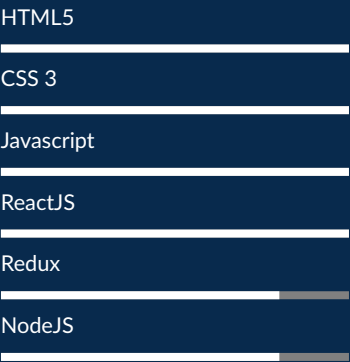 HTML5
CSS 3
Javascript
ReactJS
Redux
NodeJS